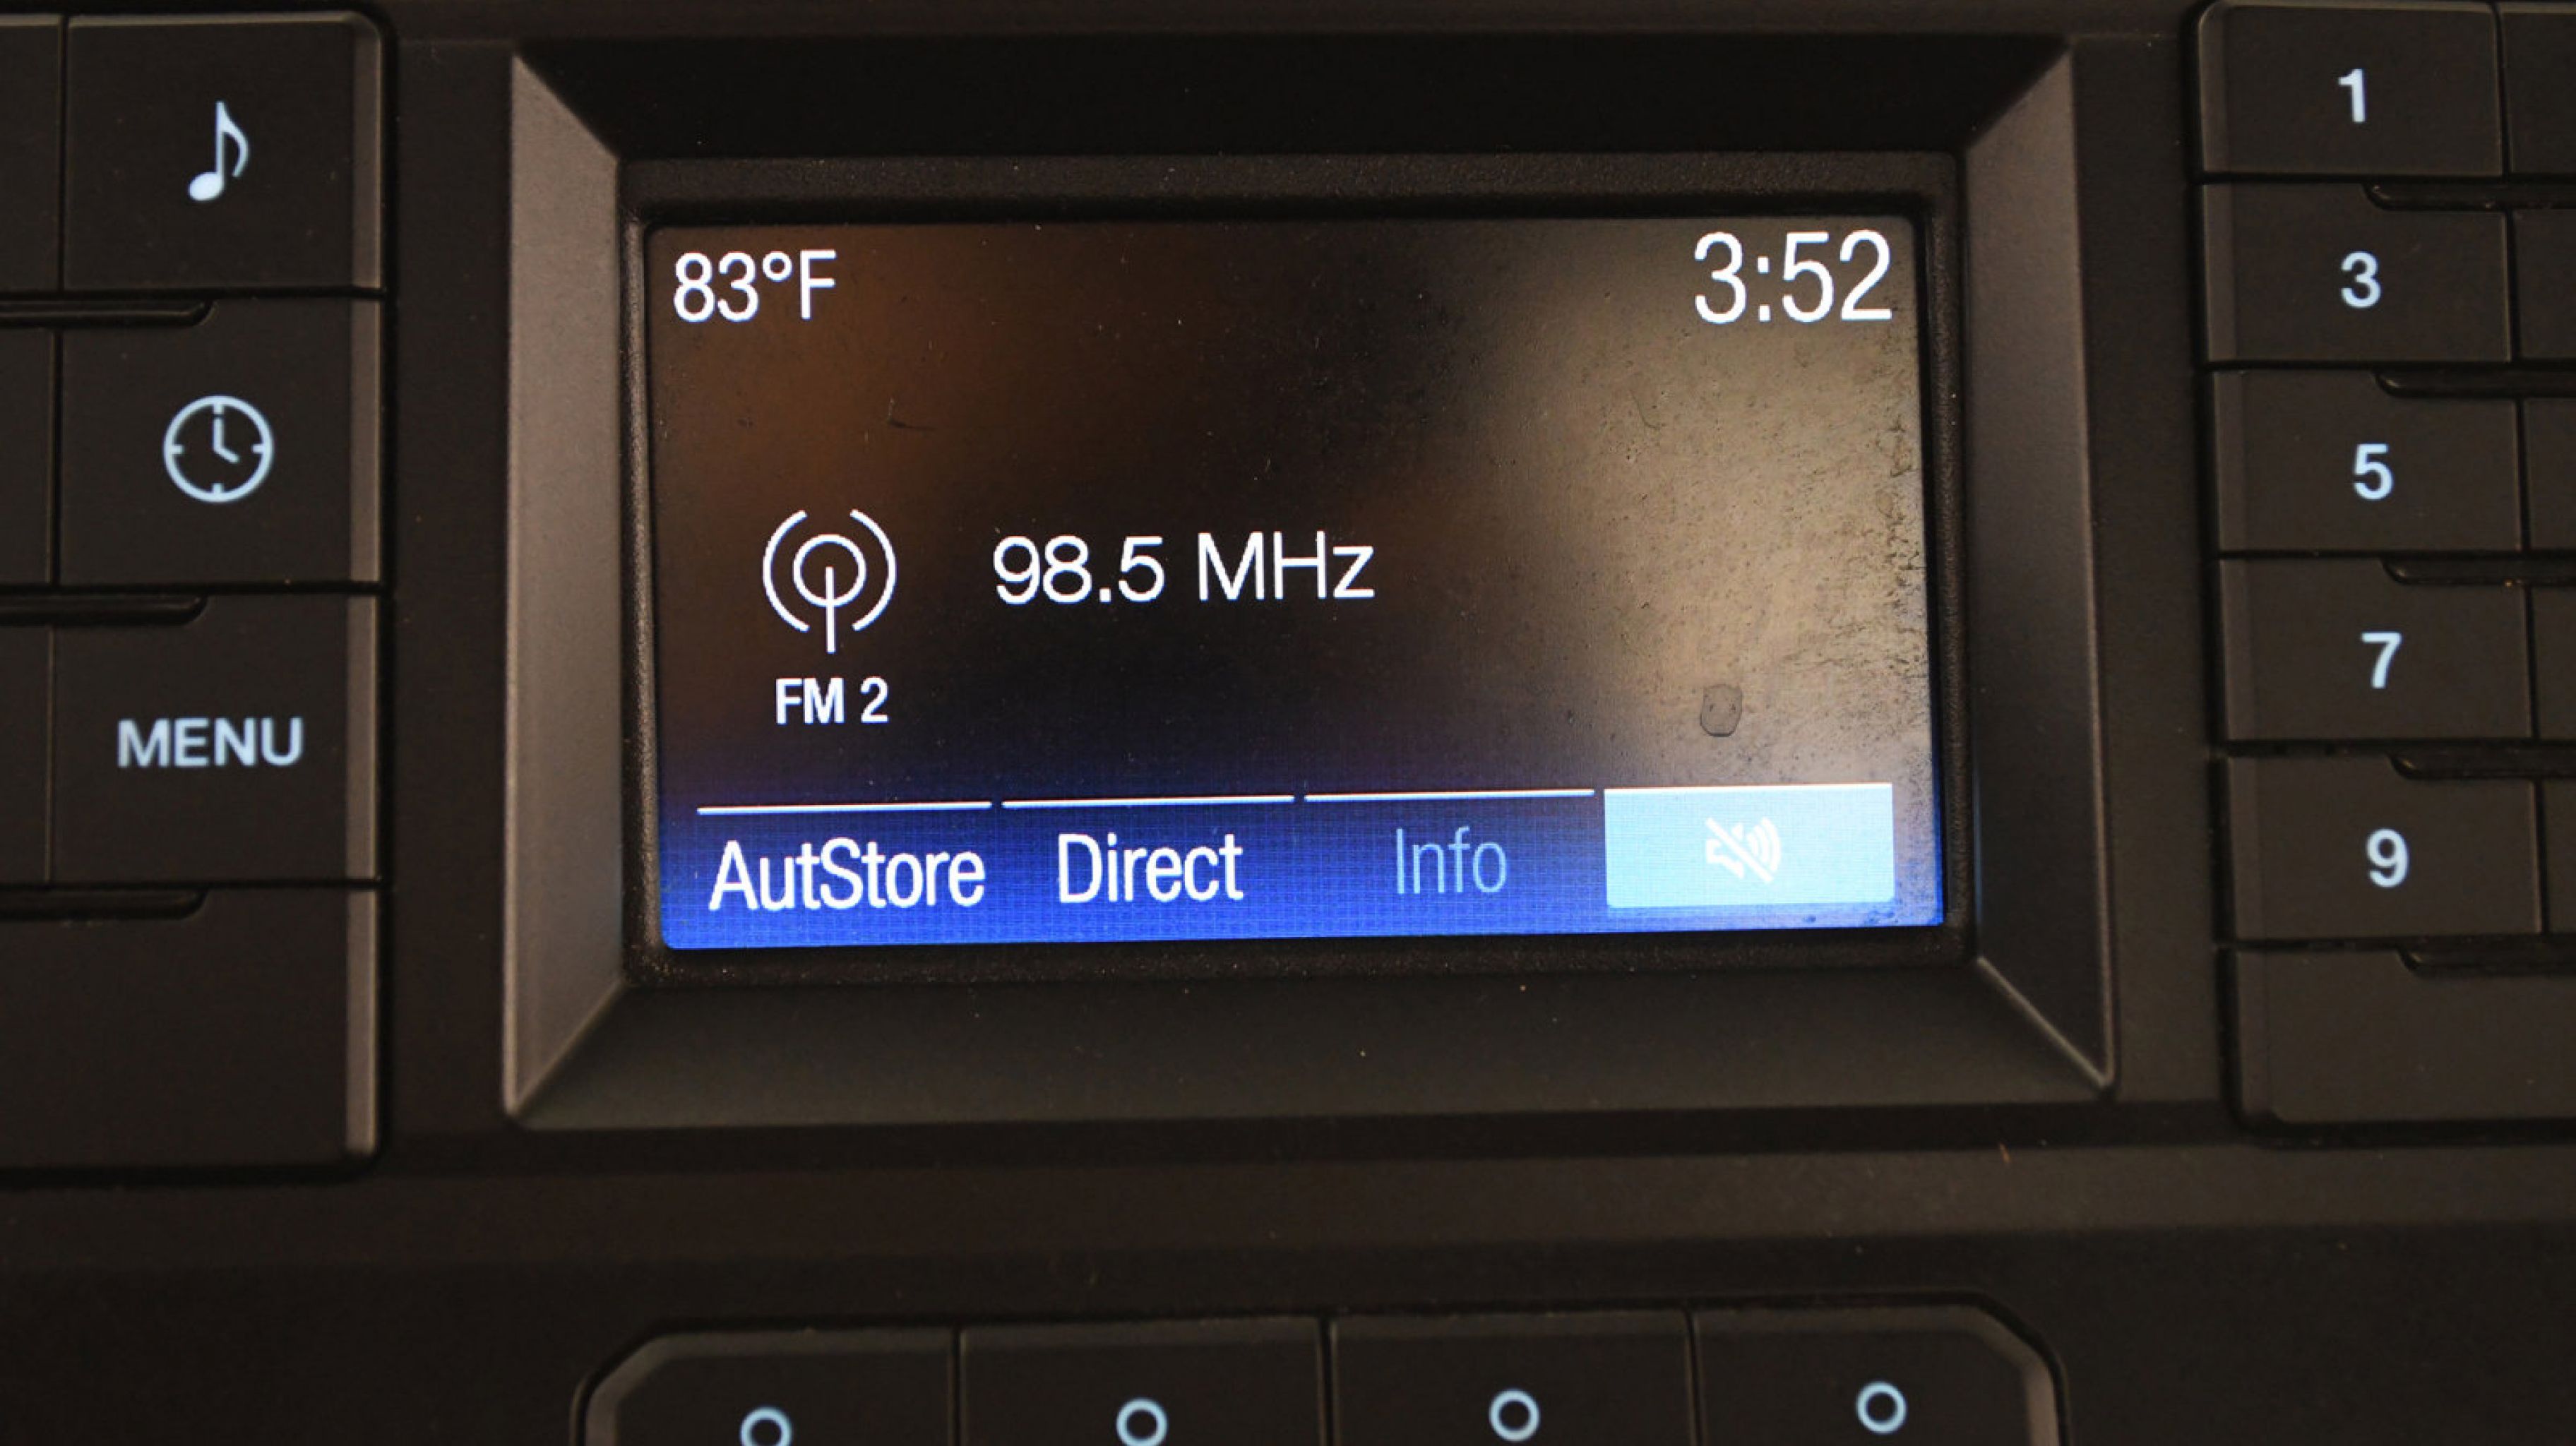 83°F
3:52
98.5 MHz
FM 2
AutStore
Direct
Info
MENU
1
3
5
7
9